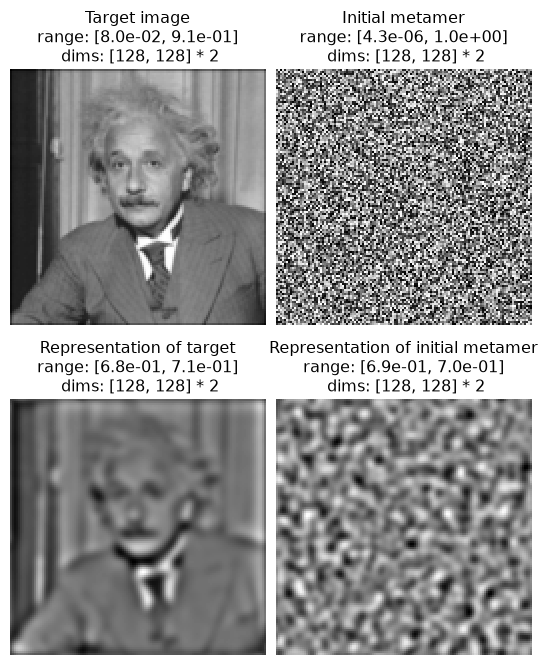 Target image
range: [8.0e-02, 9.1e-01]
dims: [128, 128] * 2
Initial metamer
range: [4.3e-06, 1.0e+00]
dims: [128, 128] * 2
Representation of target
range: [6.8e-01, 7.1e-01]
dims: [128, 128] * 2
Representation of initial metamer
range: [6.9e-01, 7.0e-01]
dims: [128, 128] * 2